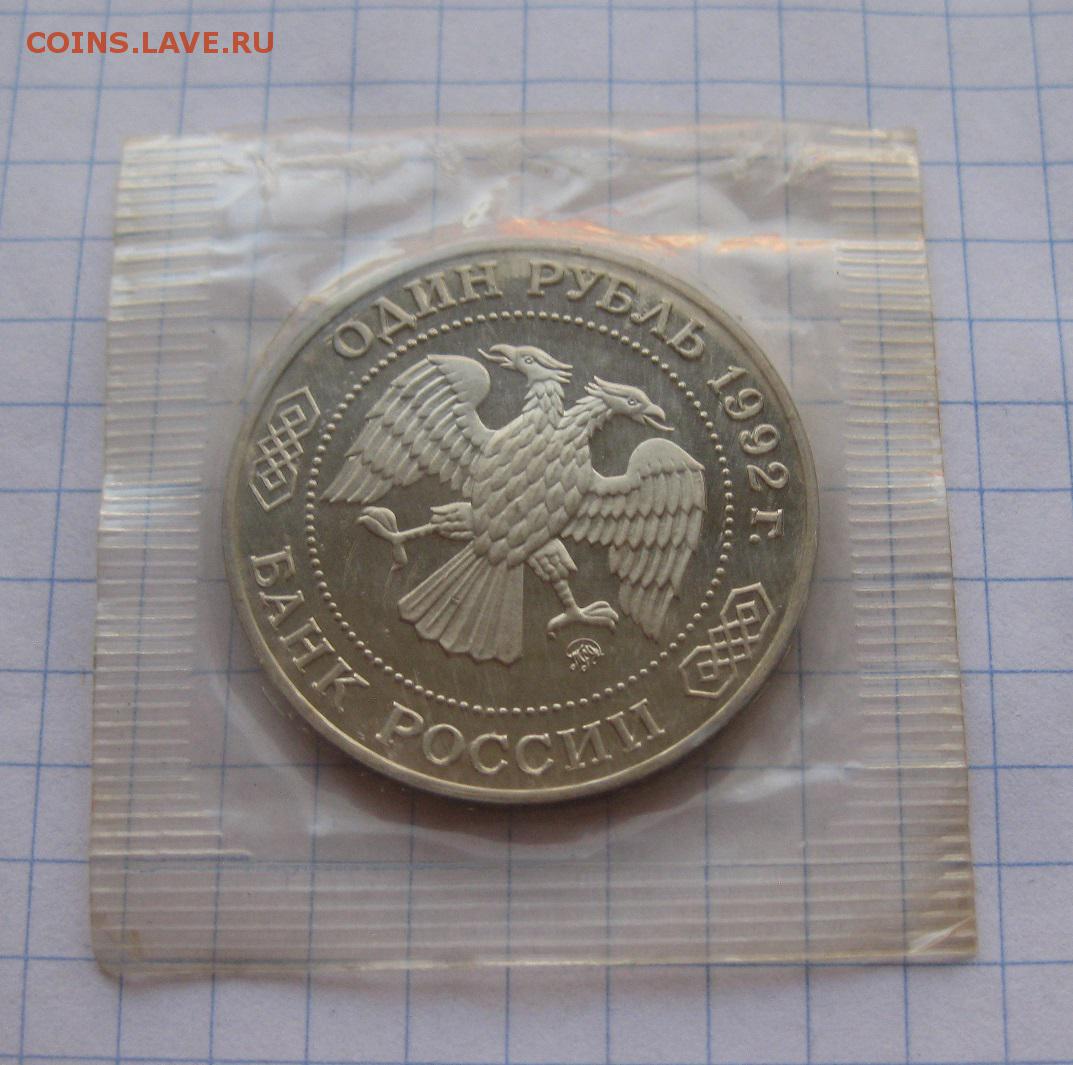 COINS.LAVE.RU
ОДИН РУБЛЬ 1992 г.
БАНК РОССИИ